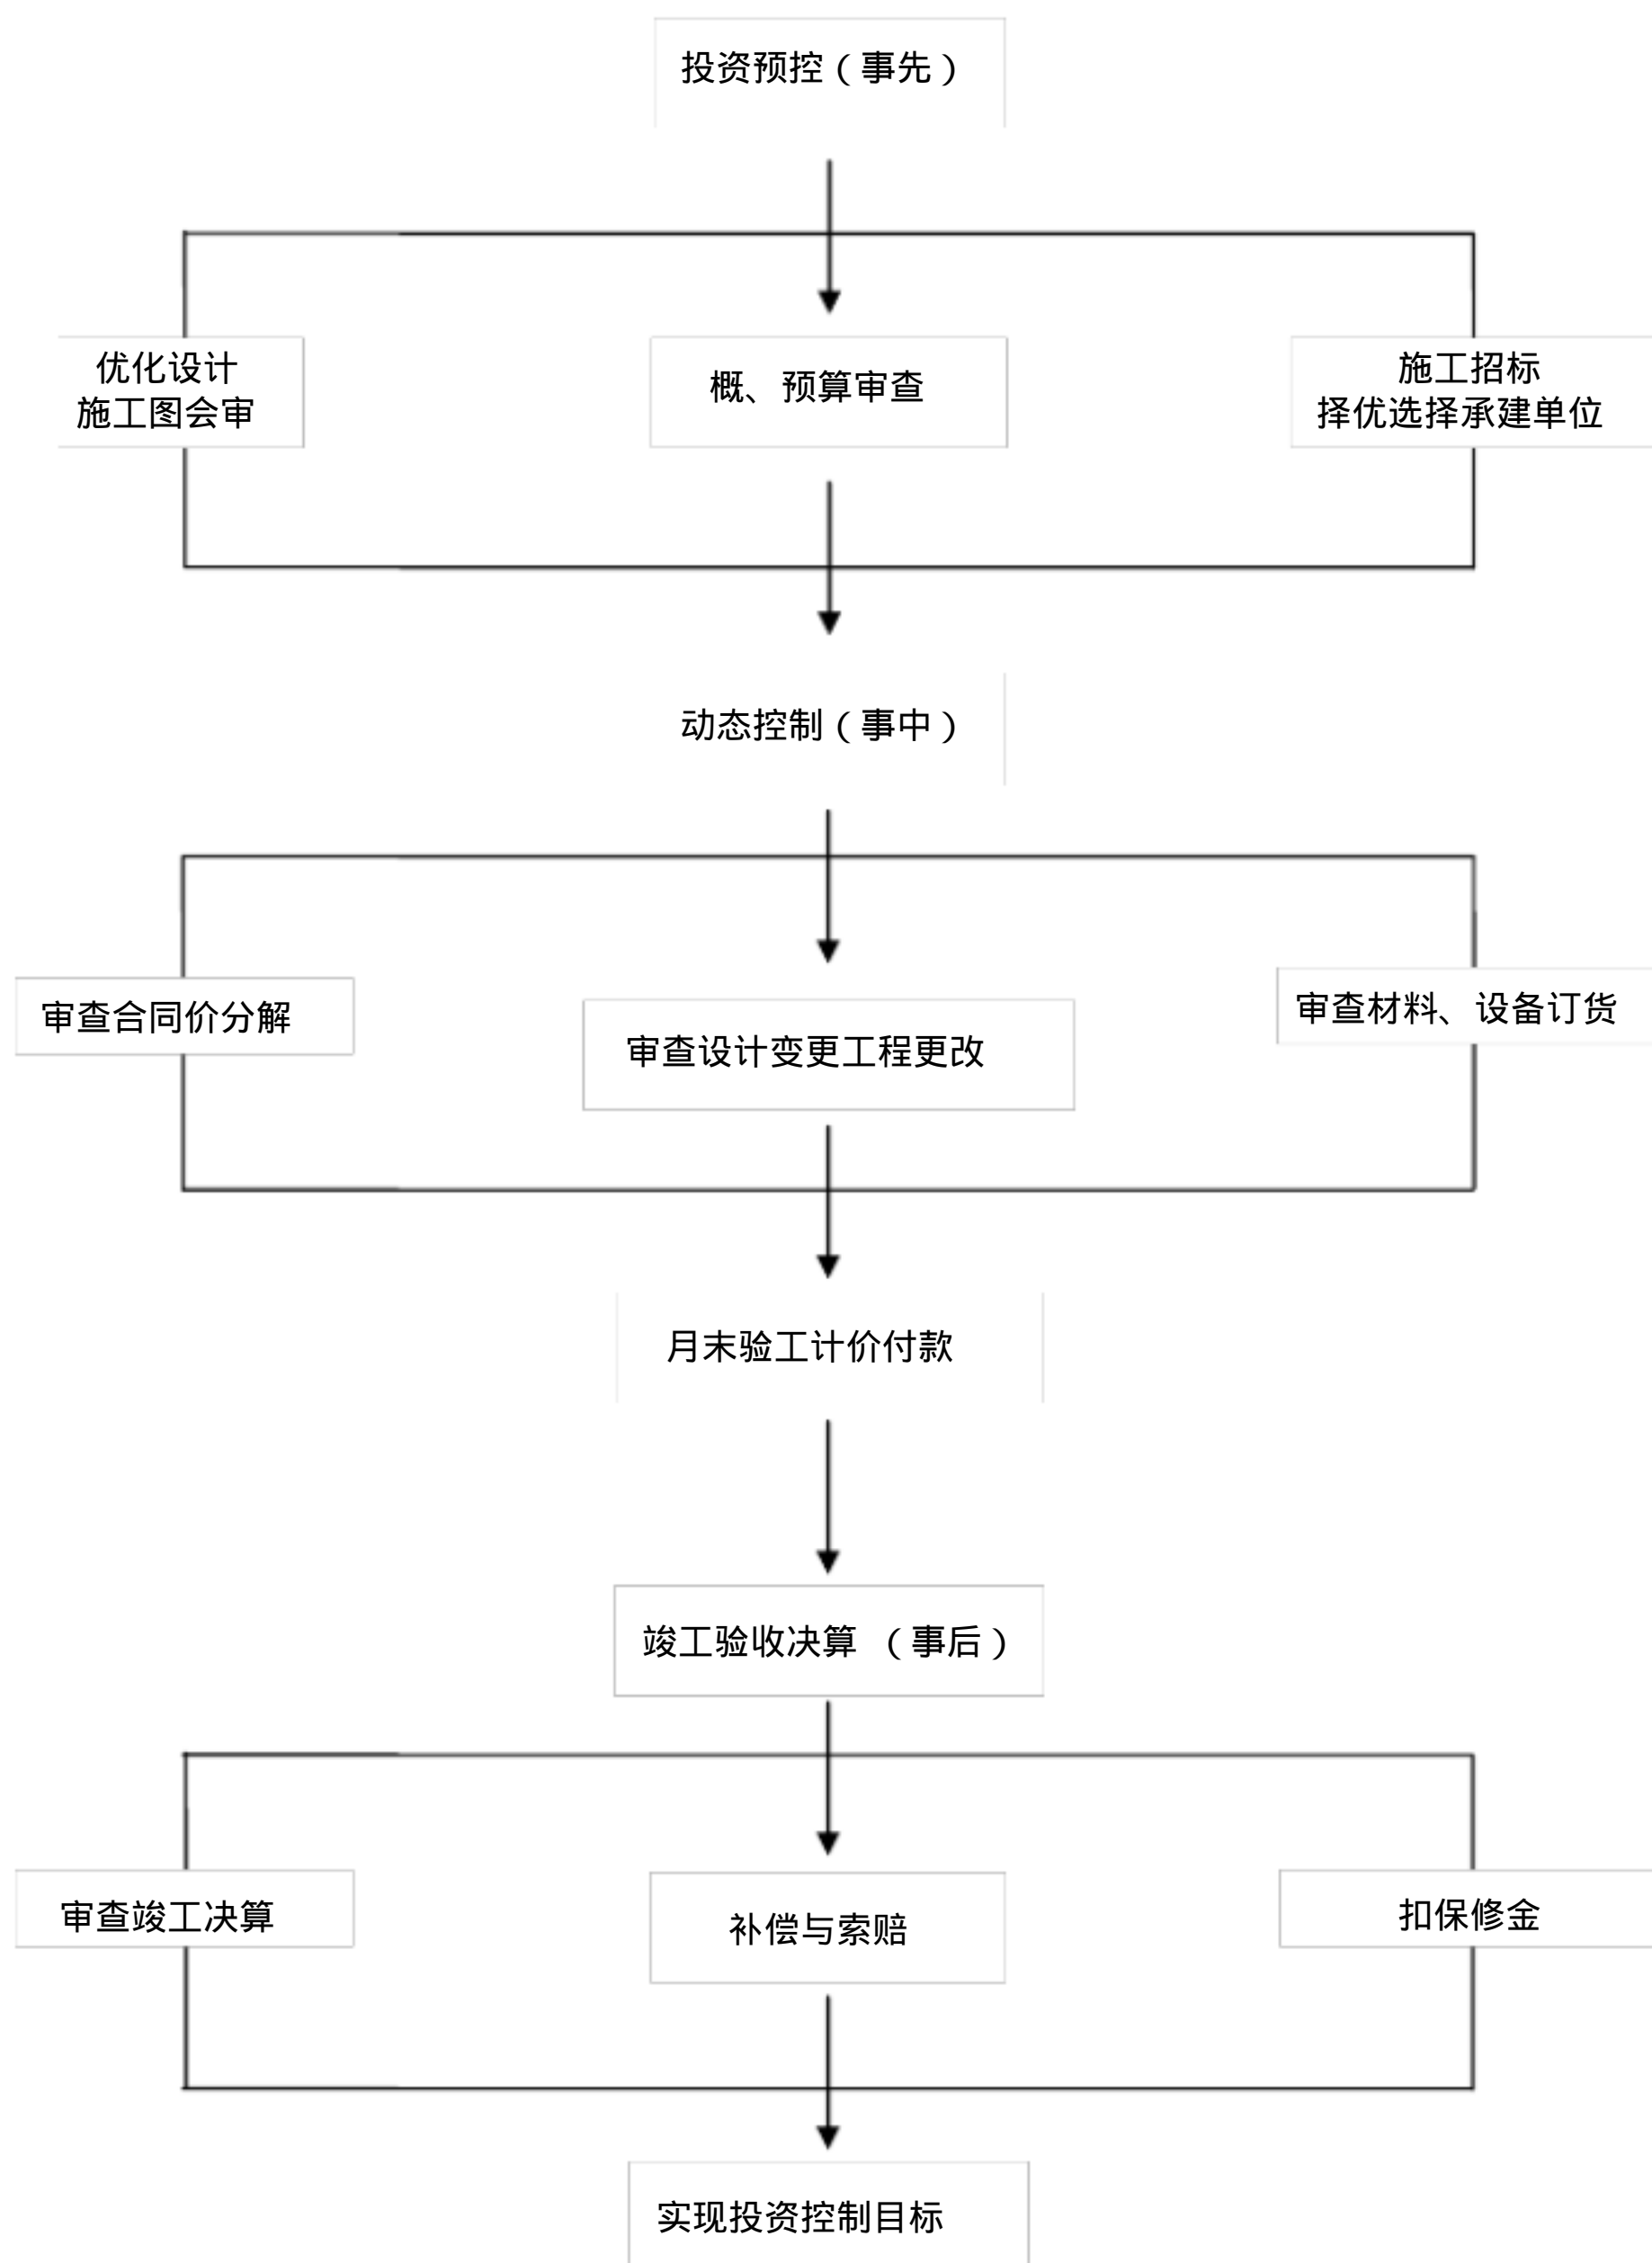 投资预控（事先）
优化设计
施工图会审
概、预算审查
施工招标
择优选择承建单位
动态控制（事中）
审查合同价分解
审查设计变更工程更改
审查材料、设备订货
月末验工计价付款
竣工验收决算 （事后）
审查竣工决算
补偿与索赔
扣保修金
实现投资控制目标